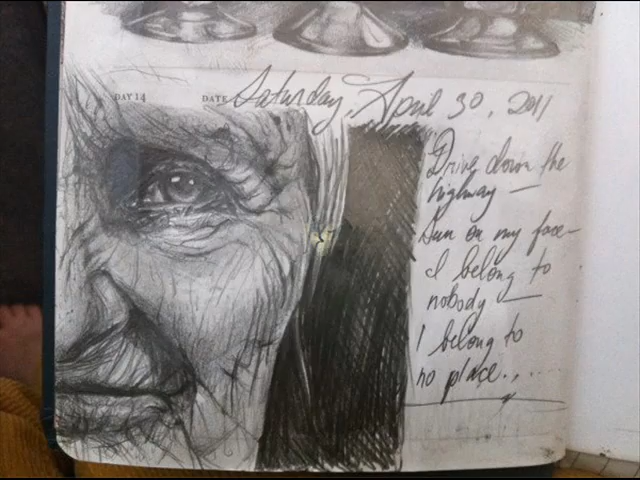 DAY 14
DATE Saturday, April 30, 2011
Drive down the
highway —
Sun on my face —
I belong to
nobody —
I belong to
no place....